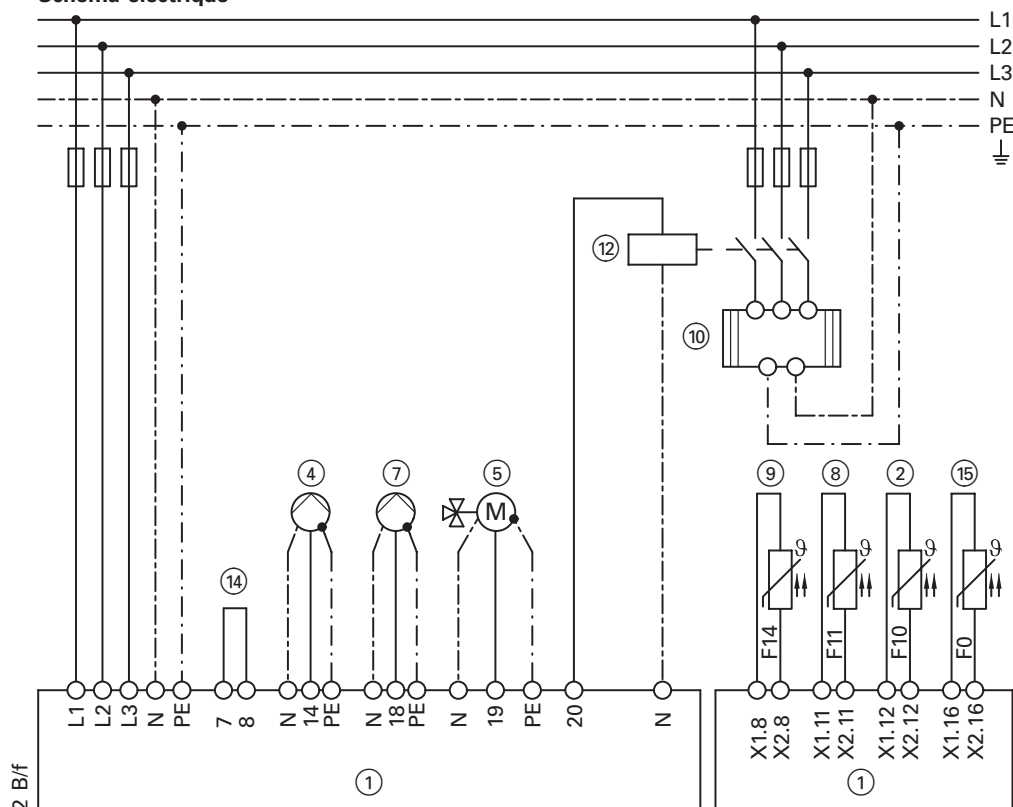 Schéma électrique
L1
L2
L3
N
PE
12
10
4
7
5
9
8
2
15
M
ϑ
ϑ
ϑ
ϑ
14
F14
F11
F10
F0
L1
L2
L3
N
PE
7
8
N
14
PE
N
18
PE
N
19
PE
20
N
X1.8
X2.8
X1.11
X2.11
X1.12
X2.12
X1.16
X2.16
2 B/f
1
1